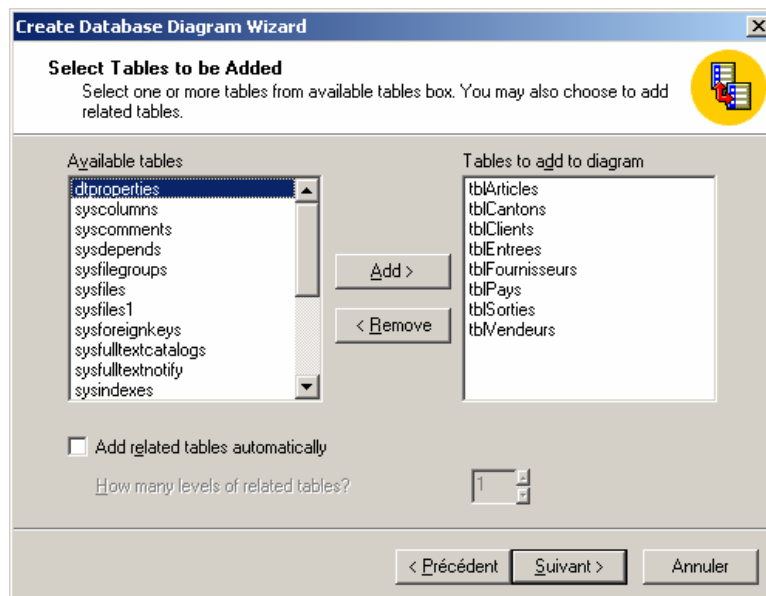 Create Database Diagram Wizard
Select Tables to be Added
Select one or more tables from available tables box. You may also choose to add
related tables.
Available tables
dtproperties
syscolumns
syscomments
sysdepends
sysfilegroups
sysfiles
sysfiles1
sysforeignkeys
sysfulltextcatalogs
sysfulltextnotify
sysindexes
Add >
< Remove
Tables to add to diagram
tblArticles
tblCantons
tblClients
tblEntrees
tblFournisseurs
tblPays
tblSorties
tblVendeurs
Add related tables automatically
How many levels of related tables?
1
< Précédent
Suivant >
Annuler